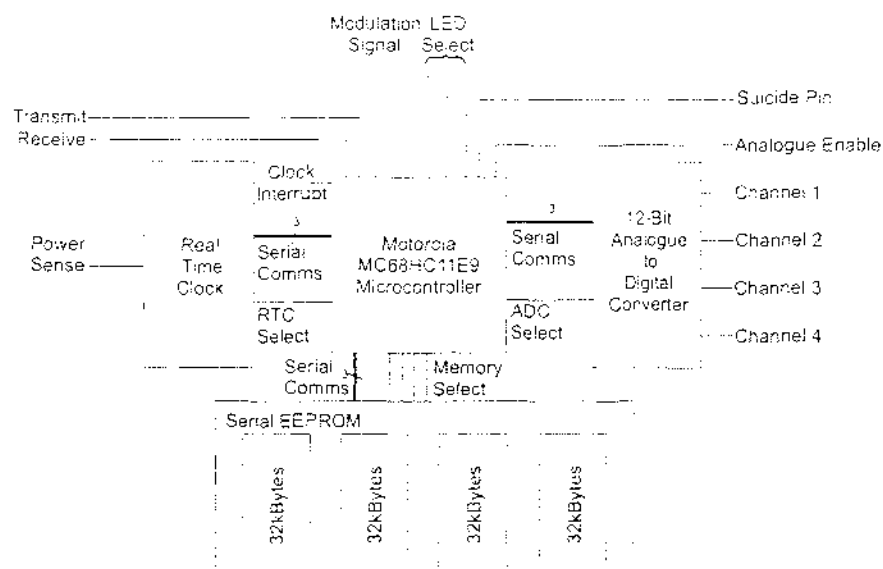 Modulation LED
Signal Select
Suicide Pin
Transmit
Receive
Analogue Enable
Clock
Interrupt
Channel 1
3
3
12-Bit
Analogue
to
Digital
Converter
Power
Sense
Real
Time
Clock
Serial
Comms
Motorola
MC68HC11E9
Microcontroller
Serial
Comms
Channel 2
Channel 3
RTC
Select
ADC
Select
Channel 4
Serial
Comms
Memory
Select
Serial EEPROM
32kBytes
32kBytes
32kBytes
32kBytes